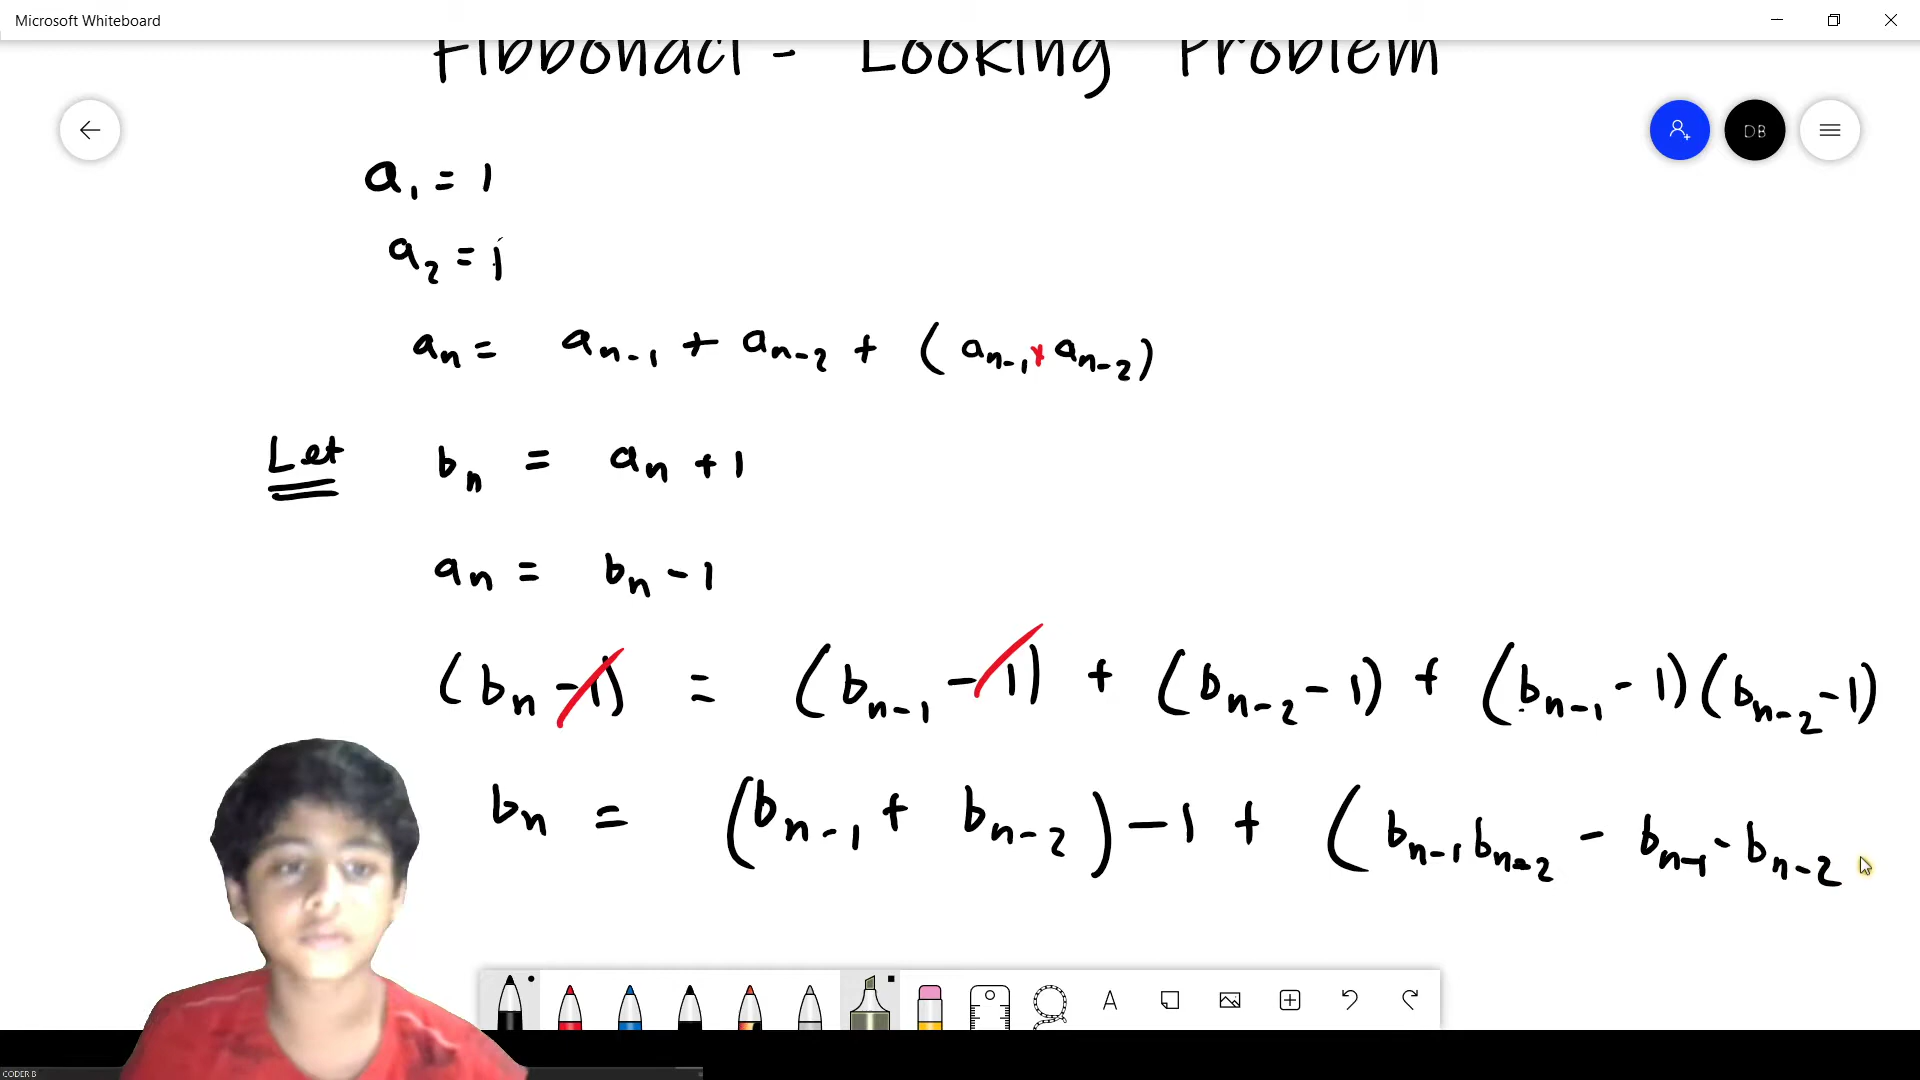 Microsoft Whiteboard
Fibbonaci - Looking Problem
DB
a₁ = 1
a₂ = 1
aₙ = aₙ₋₁ + aₙ₋₂ + (aₙ₋₁ * aₙ₋₂)
Let bₙ = aₙ + 1
aₙ = bₙ - 1
(bₙ - 1) = (bₙ₋₁ - 1) + (bₙ₋₂ - 1) + (bₙ₋₁ - 1)(bₙ₋₂ - 1)
bₙ = (bₙ₋₁ + bₙ₋₂) - 1 + (bₙ₋₁bₙ₋₂ - bₙ₋₁ - bₙ₋₂
A
CODER B